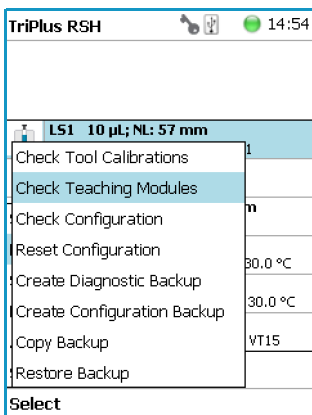 TriPlus RSH 14:54
LS1 10 µL; NL: 57 mm
1
Check Tool Calibrations
Check Teaching Modules
m
Check Configuration
Reset Configuration
30.0 °C
Create Diagnostic Backup
30.0 °C
Create Configuration Backup
Copy Backup
VT15
Restore Backup
Select